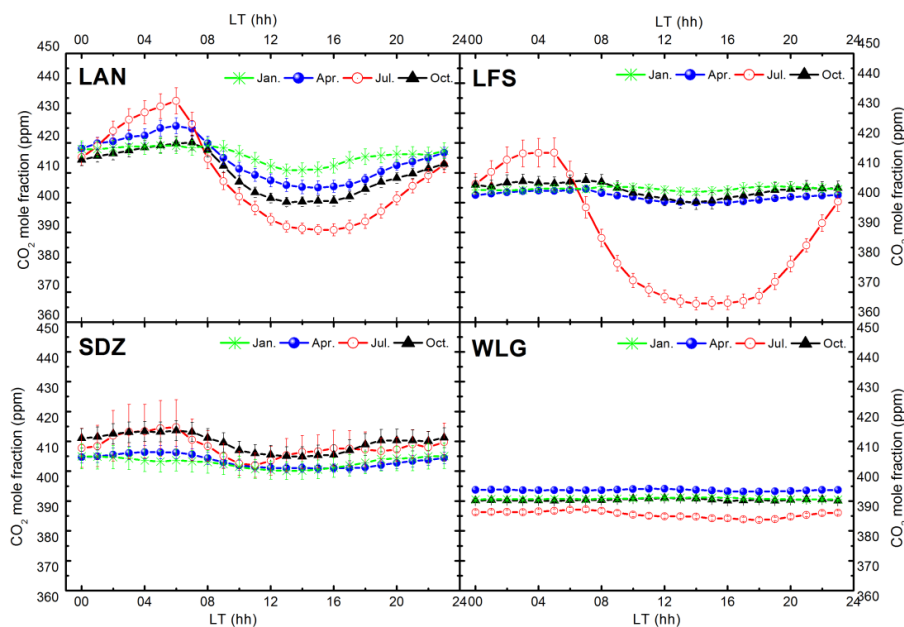 LT (hh)
00 04 08 12 16 20 24 00 04 08 12 16 20 24
LAN
Jan. Apr. Jul. Oct.
LFS
Jan. Apr. Jul. Oct.
450 440 430 420 410 400 390 380 370 360
CO2 mole fraction (ppm)
450 440 430 420 410 400 390 380 370 360
CO2 mole fraction (ppm)
SDZ
Jan. Apr. Jul. Oct.
WLG
Jan. Apr. Jul. Oct.
450 440 430 420 410 400 390 380 370 360
CO2 mole fraction (ppm)
450 440 430 420 410 400 390 380 370 360
CO2 mole fraction (ppm)
00 04 08 12 16 20 24 00 04 08 12 16 20 24
LT (hh)
LT (hh)